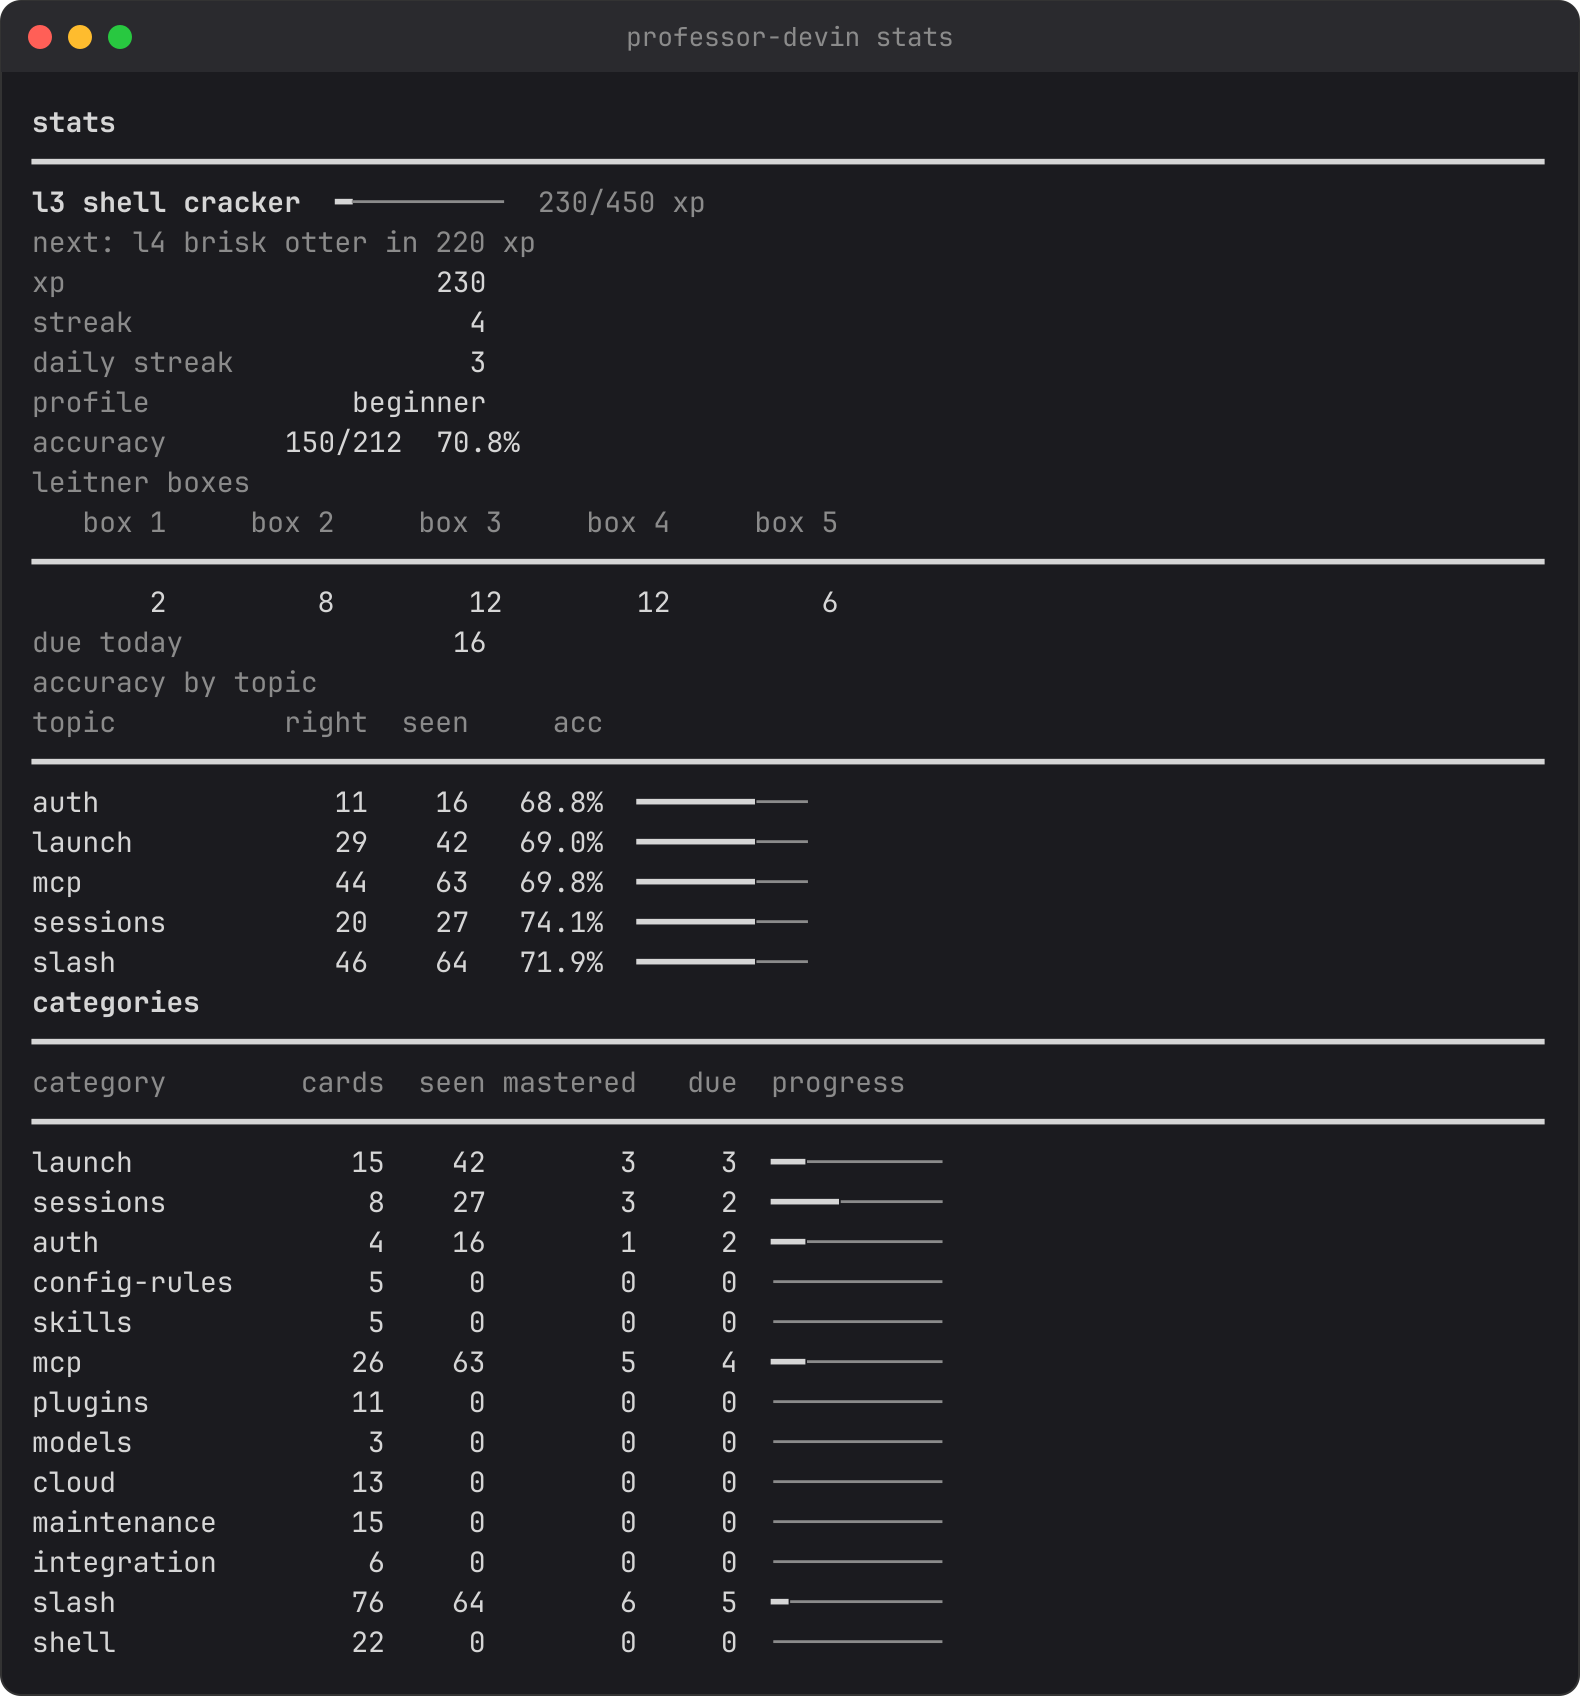 professor-devin stats
stats
l3 shell cracker 230/450 xp
next: l4 brisk otter in 220 xp
xp 230
streak 4
daily streak 3
profile beginner
accuracy 150/212 70.8%
leitner boxes
box 1 box 2 box 3 box 4 box 5
2 8 12 12 6
due today 16
accuracy by topic
topic right seen acc
auth 11 16 68.8%
launch 29 42 69.0%
mcp 44 63 69.8%
sessions 20 27 74.1%
slash 46 64 71.9%
categories
category cards seen mastered due progress
launch 15 42 3 3
sessions 8 27 3 2
auth 4 16 1 2
config-rules 5 0 0 0
skills 5 0 0 0
mcp 26 63 5 4
plugins 11 0 0 0
models 3 0 0 0
cloud 13 0 0 0
maintenance 15 0 0 0
integration 6 0 0 0
slash 76 64 6 5
shell 22 0 0 0